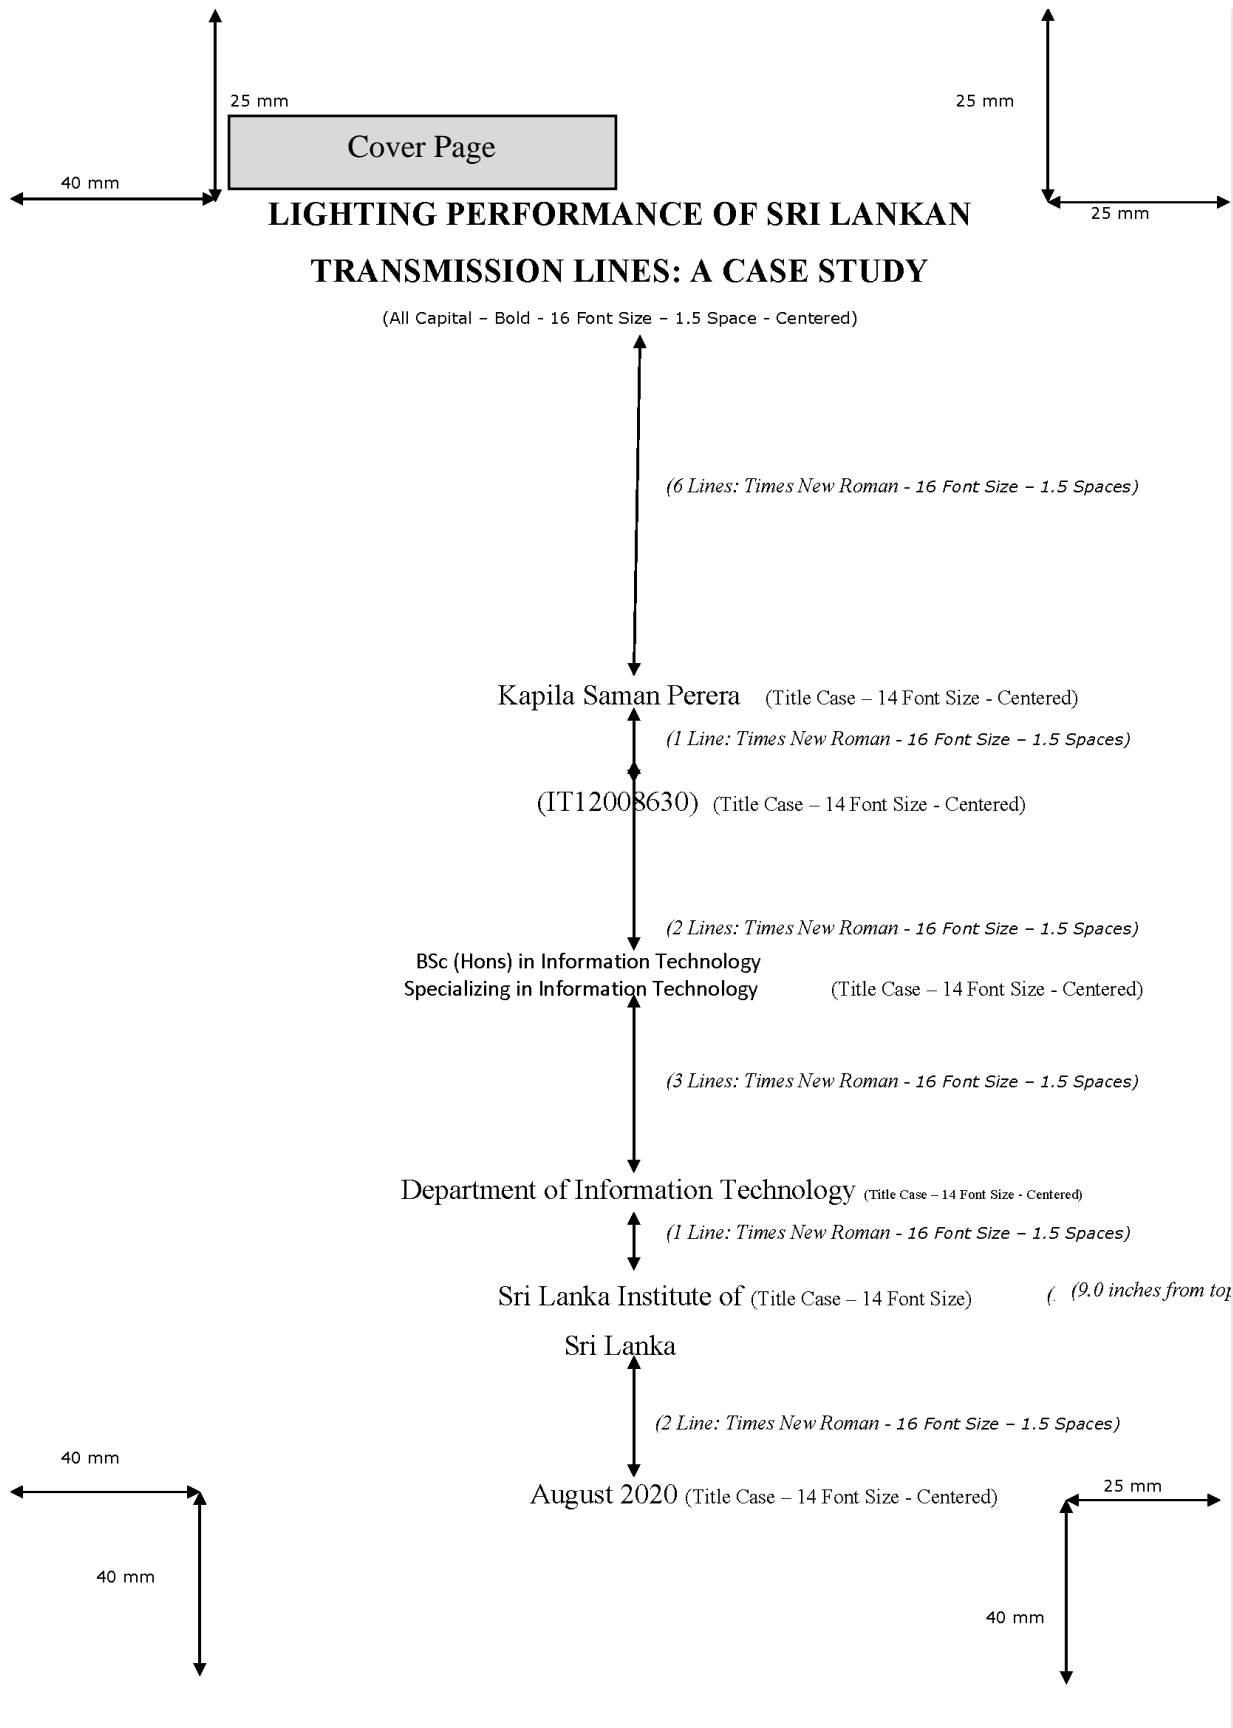 25 mm
25 mm
Cover Page
40 mm
25 mm
LIGHTING PERFORMANCE OF SRI LANKAN
TRANSMISSION LINES: A CASE STUDY
(All Capital – Bold - 16 Font Size – 1.5 Space - Centered)
(6 Lines: Times New Roman - 16 Font Size – 1.5 Spaces)
Kapila Saman Perera (Title Case – 14 Font Size - Centered)
(1 Line: Times New Roman - 16 Font Size – 1.5 Spaces)
(IT12008630) (Title Case – 14 Font Size - Centered)
(2 Lines: Times New Roman - 16 Font Size – 1.5 Spaces)
BSc (Hons) in Information Technology
Specializing in Information Technology (Title Case – 14 Font Size - Centered)
(3 Lines: Times New Roman - 16 Font Size – 1.5 Spaces)
Department of Information Technology (Title Case – 14 Font Size - Centered)
(1 Line: Times New Roman - 16 Font Size – 1.5 Spaces)
Sri Lanka Institute of (Title Case – 14 Font Size) ( (9.0 inches from top
Sri Lanka
(2 Line: Times New Roman - 16 Font Size – 1.5 Spaces)
40 mm
25 mm
August 2020 (Title Case – 14 Font Size - Centered)
40 mm
40 mm